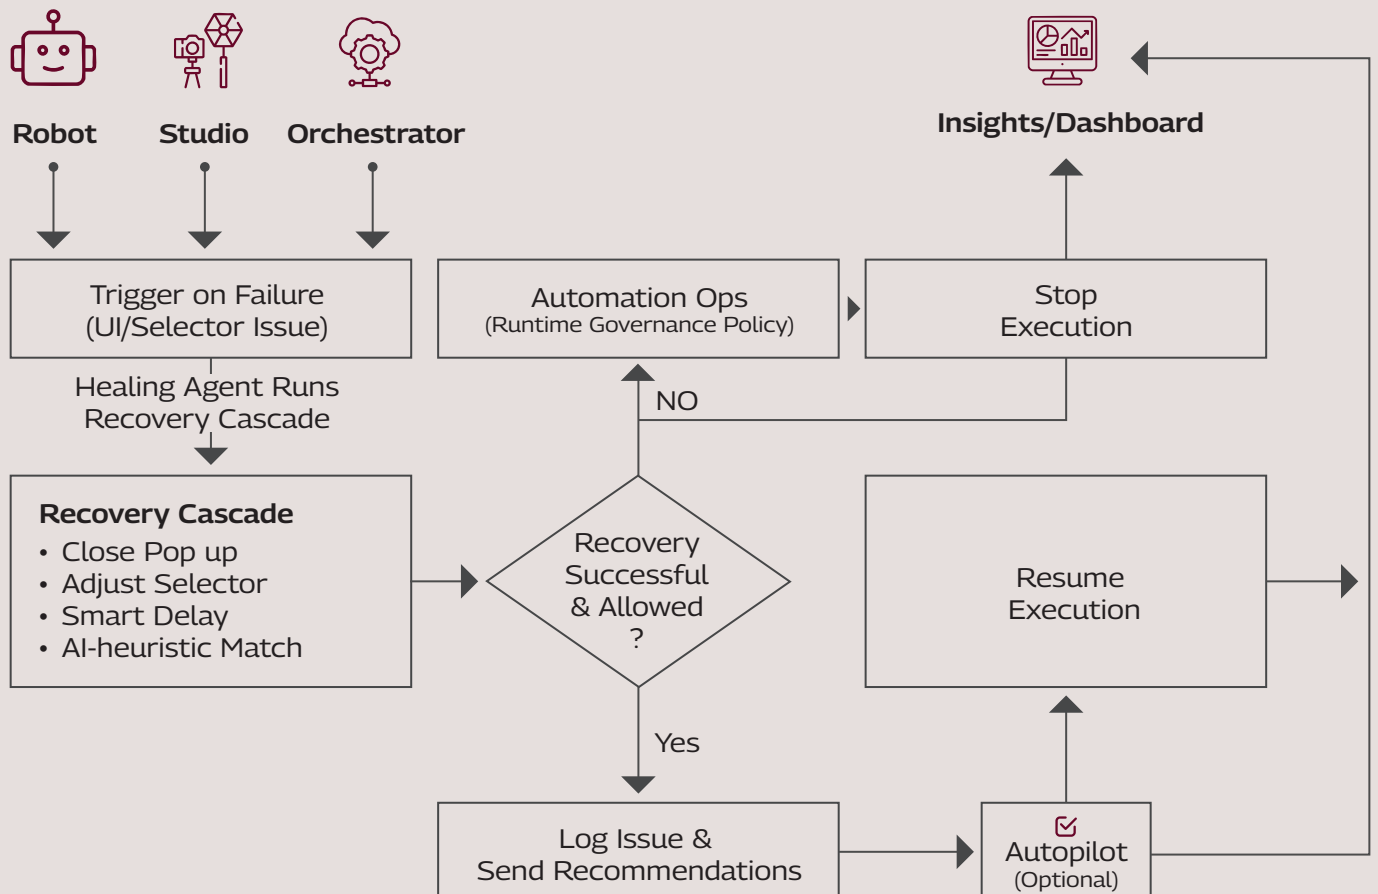 Robot
Studio
Orchestrator
Insights/Dashboard
Trigger on Failure
(UI/Selector Issue)
Automation Ops
(Runtime Governance Policy)
Stop
Execution
Healing Agent Runs
Recovery Cascade
NO
Recovery Cascade
• Close Pop up
• Adjust Selector
• Smart Delay
• AI-heuristic Match
Recovery
Successful
& Allowed
?
Resume
Execution
Yes
Log Issue &
Send Recommendations
Autopilot
(Optional)